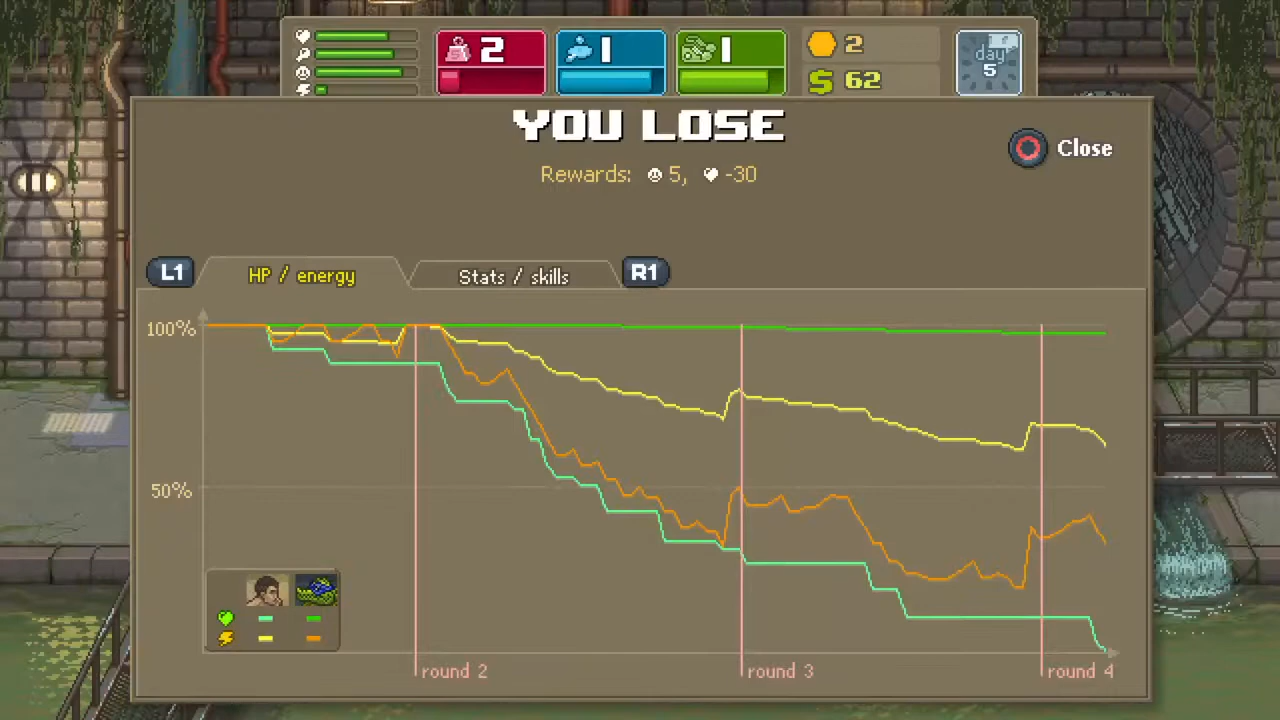 2
1
1
2
62
day
5
YOU LOSE
Close
Rewards: 5, -30
L1
HP / energy
Stats / skills
R1
100%
50%
round 2
round 3
round 4